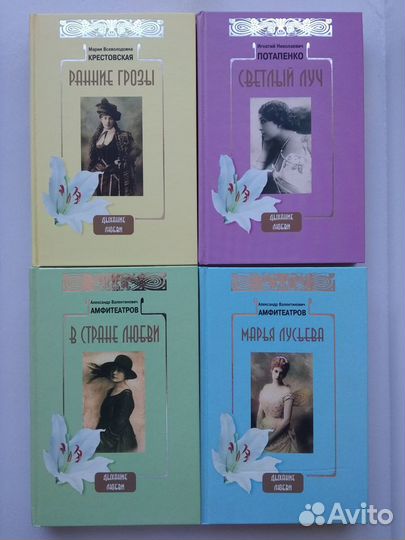 Мария Всеволодовна
КРЕСТОВСКАЯ
РАННИЕ ГРОЗЫ
ДЫХАНИЕ
ЛЮБВИ
Игнатий Николаевич
ПОТАПЕНКО
СВЕТЛЫЙ ЛУЧ
ДЫХАНИЕ
ЛЮБВИ
Александр Валентинович
АМФИТЕАТРОВ
В СТРАНЕ ЛЮБВИ
ДЫХАНИЕ
ЛЮБВИ
Александр Валентинович
АМФИТЕАТРОВ
МАРЬЯ ЛУСЬЕВА
ДЫХАНИЕ
ЛЮБВИ
Avito